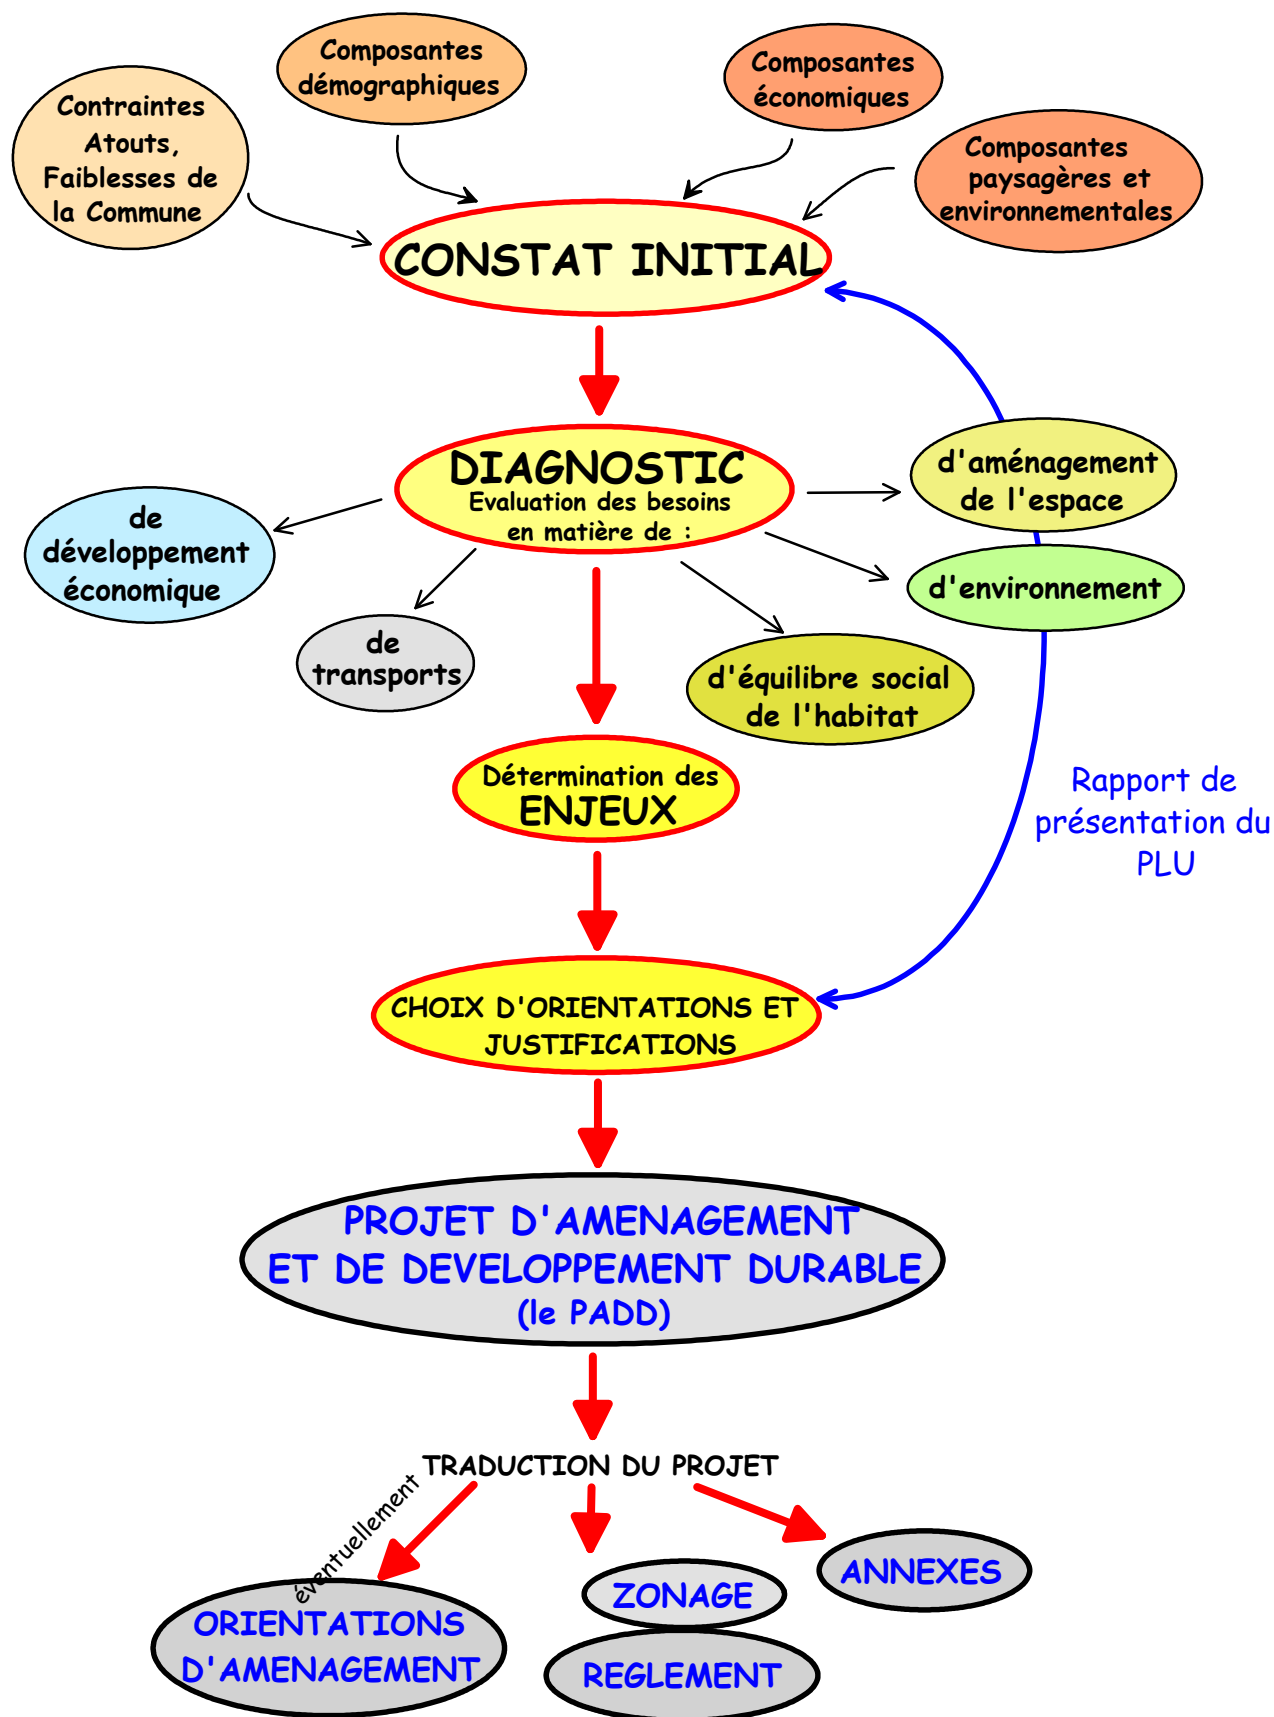 Composantes
démographiques
Composantes
économiques
Contraintes
Atouts,
Faiblesses de
la Commune
Composantes
paysagères et
environnementales
CONSTAT INITIAL
DIAGNOSTIC
Evaluation des besoins
en matière de :
d'aménagement
de l'espace
de
développement
économique
d'environnement
de
transports
d'équilibre social
de l'habitat
Détermination des
ENJEUX
Rapport de
présentation du
PLU
CHOIX D'ORIENTATIONS ET
JUSTIFICATIONS
PROJET D'AMENAGEMENT
ET DE DEVELOPPEMENT DURABLE
(le PADD)
TRADUCTION DU PROJET
éventuellement
ORIENTATIONS
D'AMENAGEMENT
ZONAGE
REGLEMENT
ANNEXES